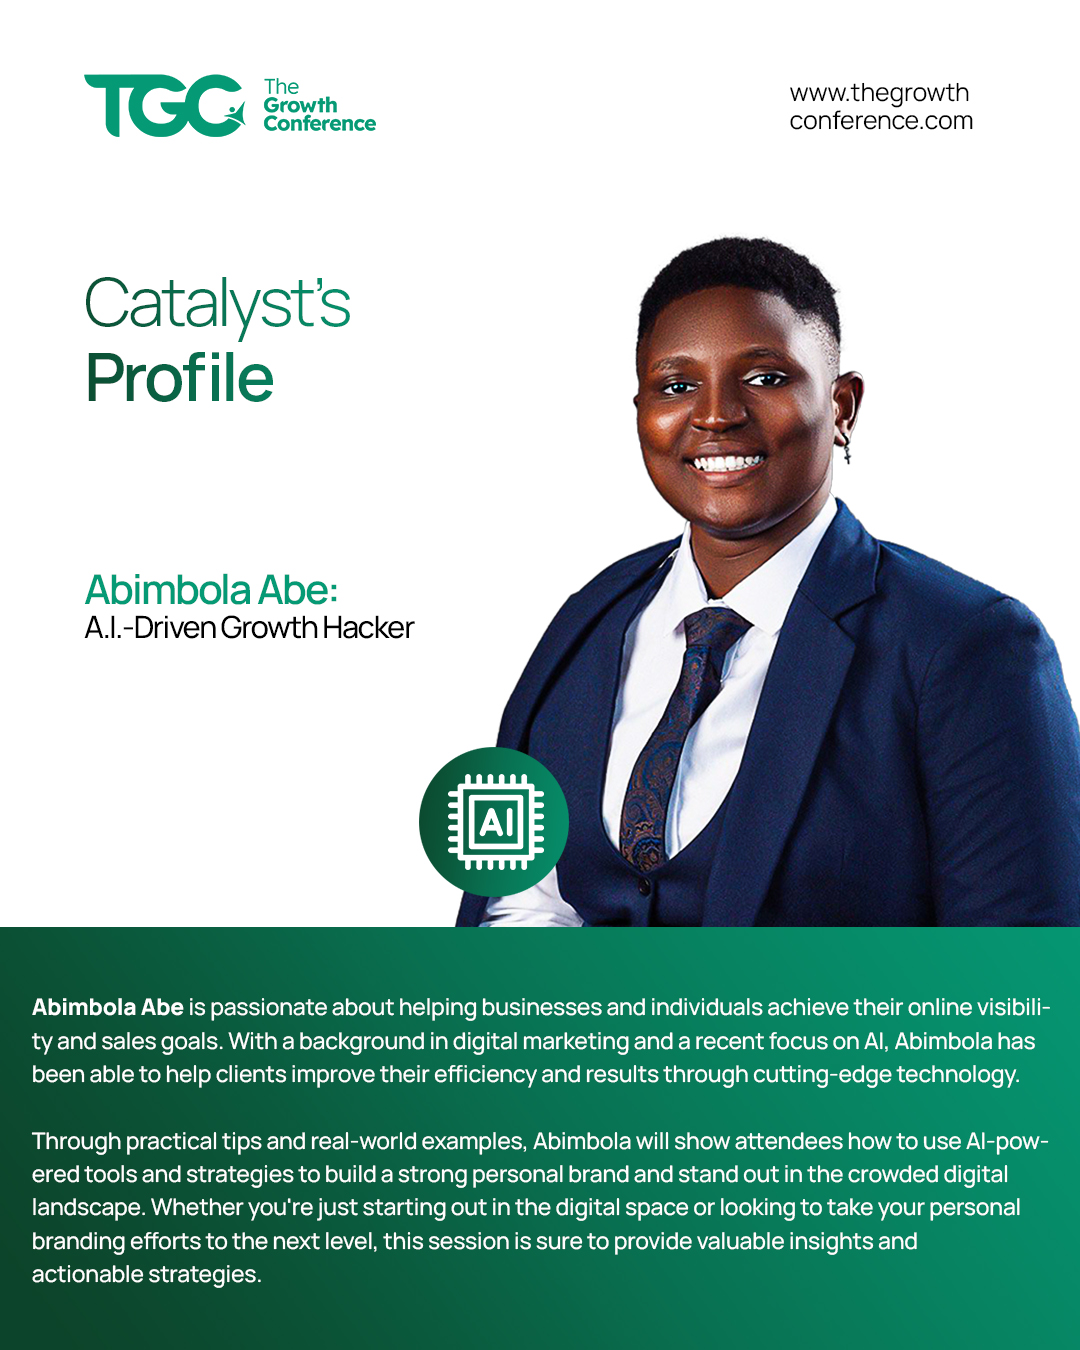 TGC
The
Growth
Conference
www.thegrowth
conference.com
Catalyst's
Profile
Abimbola Abe:
A.I.-Driven Growth Hacker
AI
Abimbola Abe is passionate about helping businesses and individuals achieve their online visibili-
ty and sales goals. With a background in digital marketing and a recent focus on AI, Abimbola has
been able to help clients improve their efficiency and results through cutting-edge technology.
Through practical tips and real-world examples, Abimbola will show attendees how to use AI-pow-
ered tools and strategies to build a strong personal brand and stand out in the crowded digital
landscape. Whether you're just starting out in the digital space or looking to take your personal
branding efforts to the next level, this session is sure to provide valuable insights and
actionable strategies.